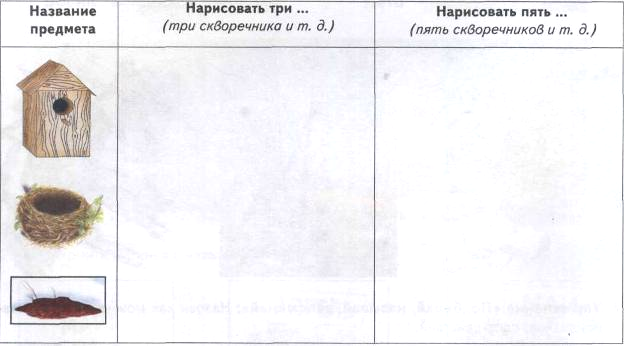 Название
предмета
Нарисовать три ...
(три скворечника и т. д.)
Нарисовать пять ...
(пять скворечников и т. д.)